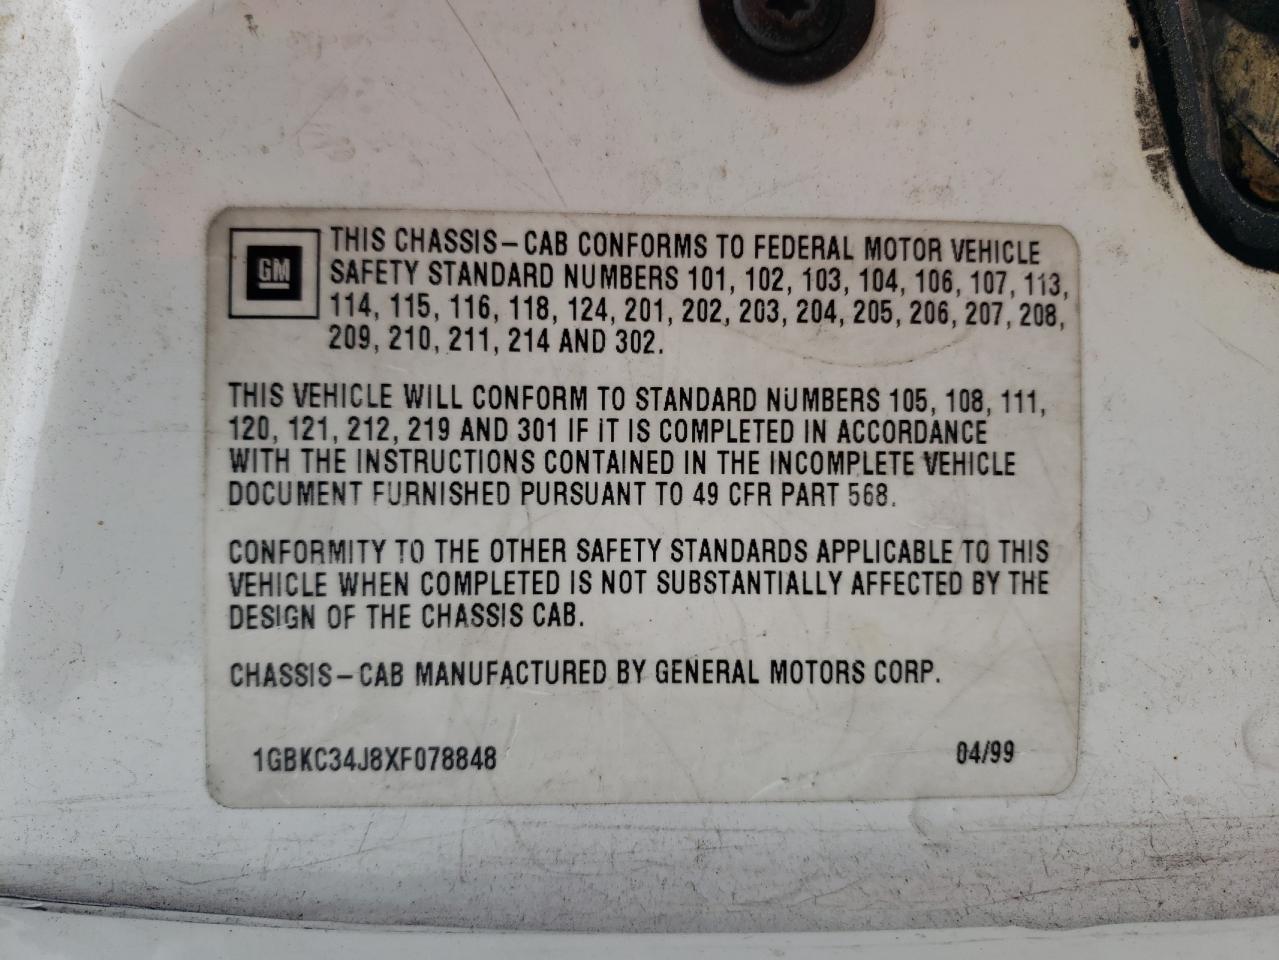 GM
THIS CHASSIS-CAB CONFORMS TO FEDERAL MOTOR VEHICLE
SAFETY STANDARD NUMBERS 101, 102, 103, 104, 106, 107, 113,
114, 115, 116, 118, 124, 201, 202, 203, 204, 205, 206, 207, 208,
209, 210, 211, 214 AND 302.
THIS VEHICLE WILL CONFORM TO STANDARD NUMBERS 105, 108, 111,
120, 121, 212, 219 AND 301 IF IT IS COMPLETED IN ACCORDANCE
WITH THE INSTRUCTIONS CONTAINED IN THE INCOMPLETE VEHICLE
DOCUMENT FURNISHED PURSUANT TO 49 CFR PART 568.
CONFORMITY TO THE OTHER SAFETY STANDARDS APPLICABLE TO THIS
VEHICLE WHEN COMPLETED IS NOT SUBSTANTIALLY AFFECTED BY THE
DESIGN OF THE CHASSIS CAB.
CHASSIS-CAB MANUFACTURED BY GENERAL MOTORS CORP.
1GBKC34J8XF078848 04/99